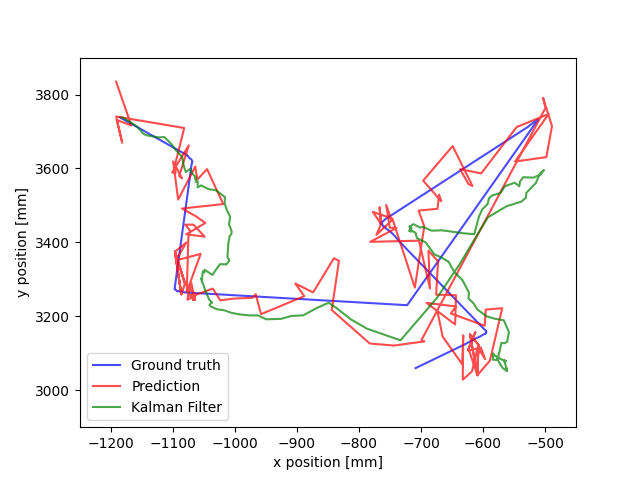 3800
3600
3400
3200
3000
y position [mm]
Ground truth
Prediction
Kalman Filter
−1200 −1100 −1000 −900 −800 −700 −600 −500
x position [mm]